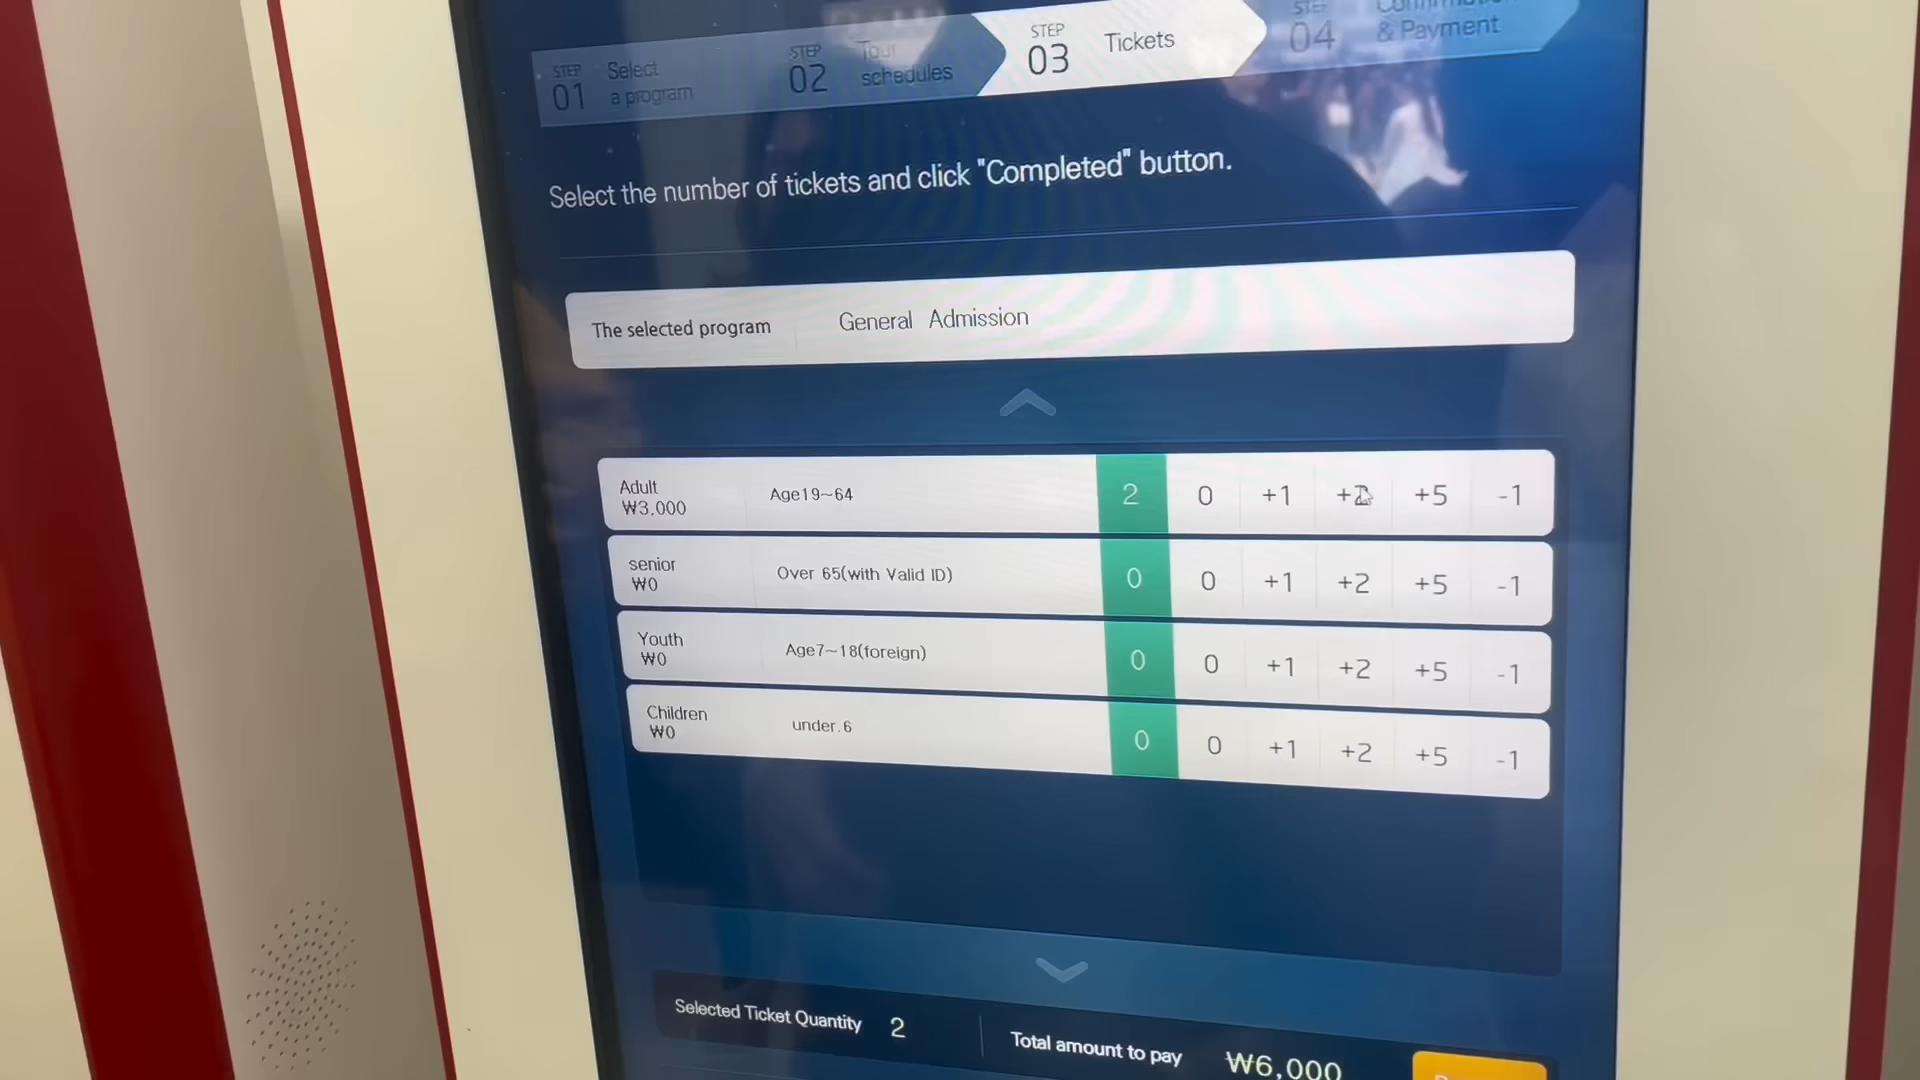 STEP
01
Select
a program
STEP
02
Tour
schedules
STEP
03
Tickets
STEP
04
& Payment
Select the number of tickets and click "Completed" button.
The selected program General Admission
Adult
₩3.000
Age19~64
2 0 +1 +2 +5 -1
senior
₩0
Over 65(with Valid ID)
0 0 +1 +2 +5 -1
Youth
₩0
Age7~18(foreign)
0 0 +1 +2 +5 -1
Children
₩0
under.6
0 0 +1 +2 +5 -1
Selected Ticket Quantity 2
Total amount to pay ₩6,000